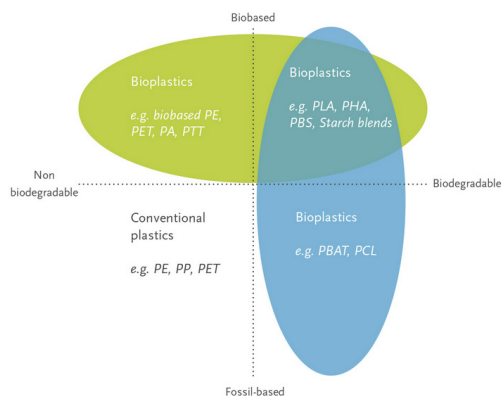 Biobased
Bioplastics
e.g. biobased PE,
PET, PA, PTT
Bioplastics
e.g. PLA, PHA,
PBS, Starch blends
Non
biodegradable
Biodegradable
Conventional
plastics
e.g. PE, PP, PET
Bioplastics
e.g. PBAT, PCL
Fossil-based